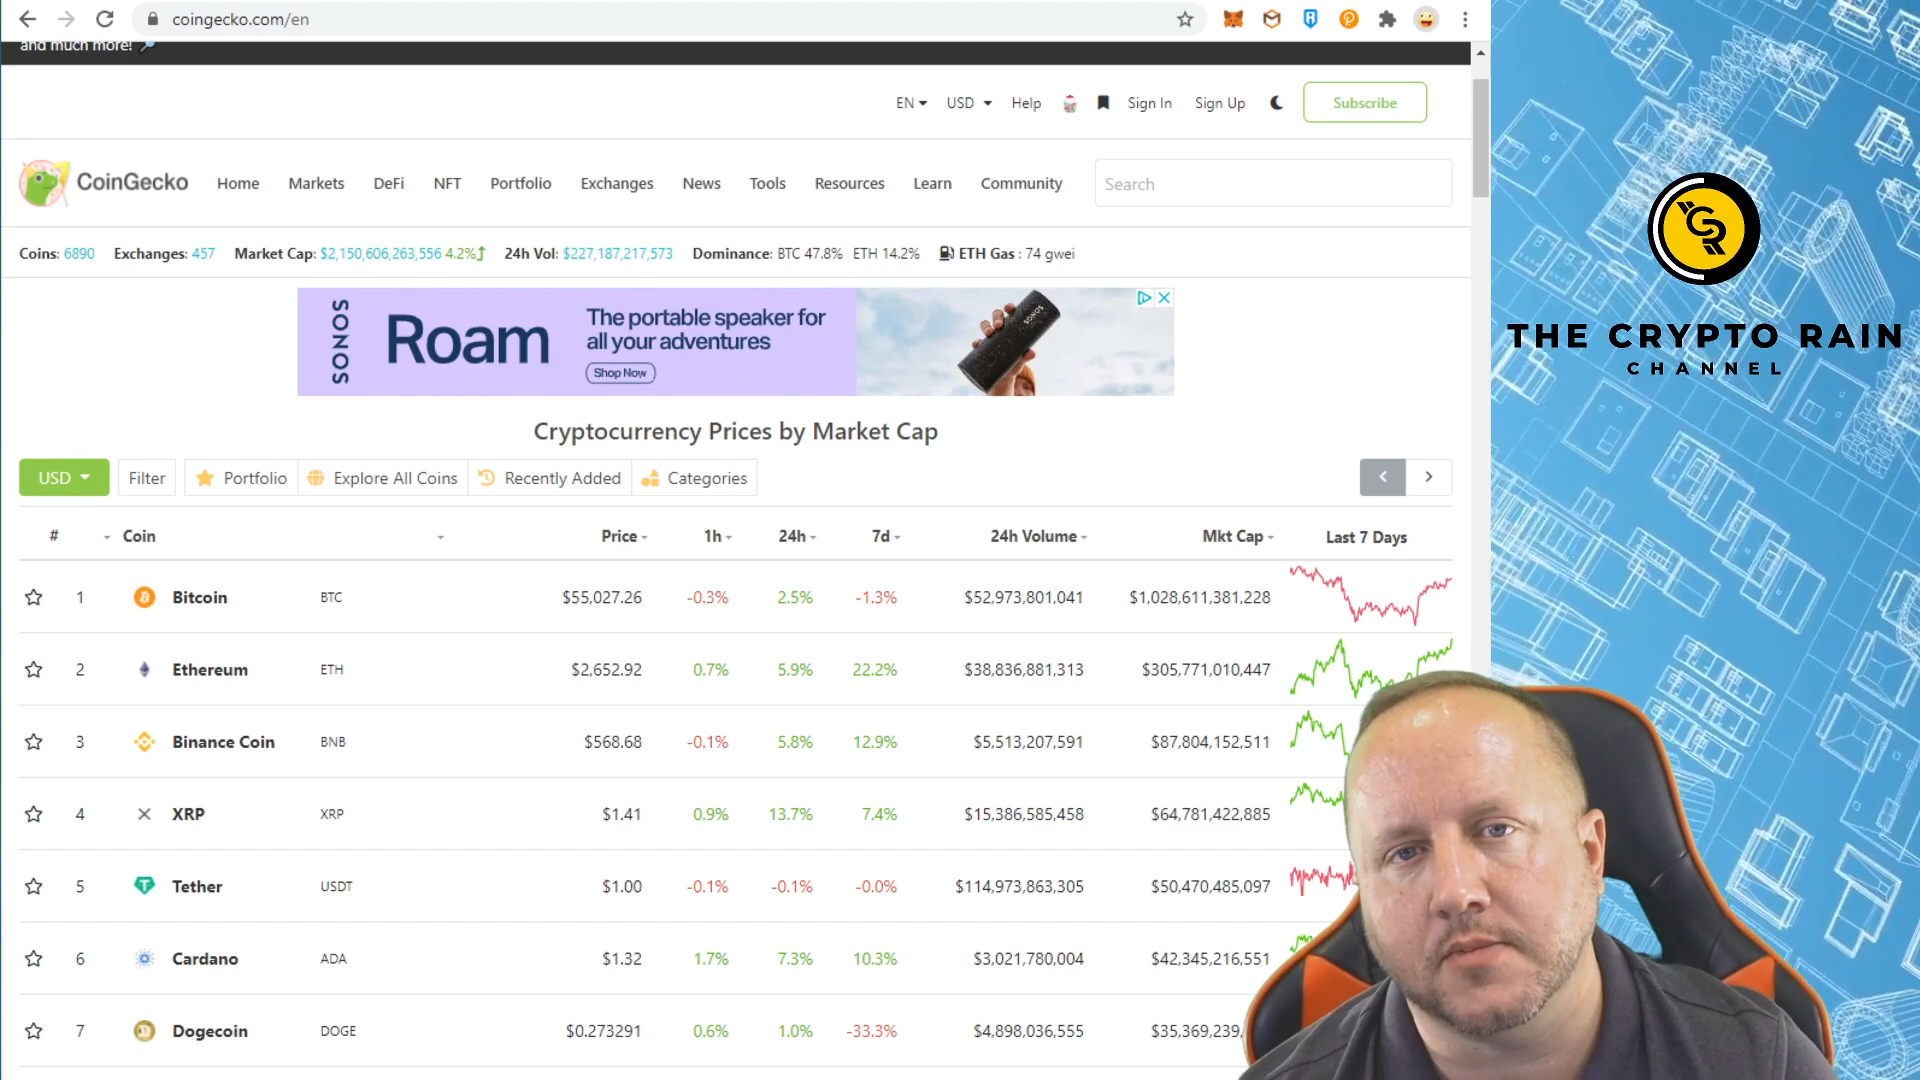 coingecko.com/en
and much more!
EN USD Help Sign In Sign Up Subscribe
CoinGecko Home Markets DeFi NFT Portfolio Exchanges News Tools Resources Learn Community Search
Coins: 6890 Exchanges: 457 Market Cap: $2,150,606,263,556 4.2% 24h Vol: $227,187,217,573 Dominance: BTC 47.8% ETH 14.2% ETH Gas : 74 gwei
SONOS
Roam
The portable speaker for
all your adventures
Shop Now
SONOS
Cryptocurrency Prices by Market Cap
USD Filter Portfolio Explore All Coins Recently Added Categories
# Coin Price 1h 24h 7d 24h Volume Mkt Cap Last 7 Days
1 Bitcoin BTC $55,027.26 -0.3% 2.5% -1.3% $52,973,801,041 $1,028,611,381,228
2 Ethereum ETH $2,652.92 0.7% 5.9% 22.2% $38,836,881,313 $305,771,010,447
3 Binance Coin BNB $568.68 -0.1% 5.8% 12.9% $5,513,207,591 $87,804,152,511
4 XRP XRP $1.41 0.9% 13.7% 7.4% $15,386,585,458 $64,781,422,885
5 Tether USDT $1.00 -0.1% -0.1% -0.0% $114,973,863,305 $50,470,485,097
6 Cardano ADA $1.32 1.7% 7.3% 10.3% $3,021,780,004 $42,345,216,551
7 Dogecoin DOGE $0.273291 0.6% 1.0% -33.3% $4,898,036,555 $35,369,239,
CR
THE CRYPTO RAIN
CHANNEL